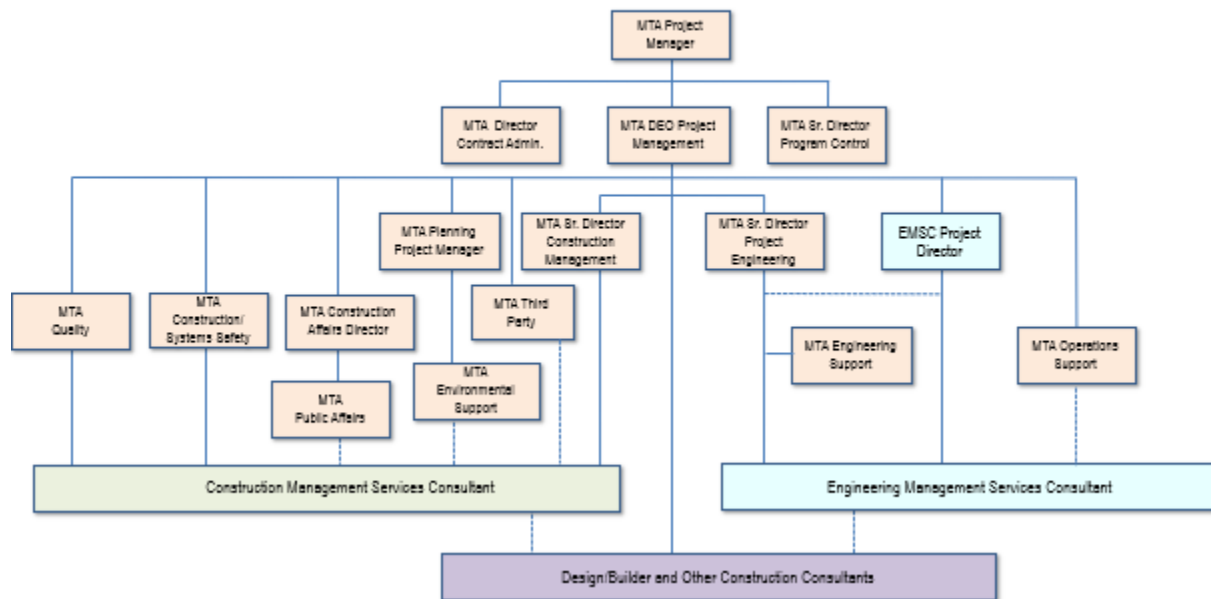 MTA Project
Manager
MTA Director
Contract Admin.
MTA DEO Project
Management
MTA Sr. Director
Program Control
MTA Planning
Project Manager
MTA Sr. Director
Construction
Management
MTA Sr. Director
Project
Engineering
EMSC Project
Director
MTA
Quality
MTA
Construction/
Systems Safety
MTA Construction
Affairs Director
MTA Third
Party
MTA Engineering
Support
MTA Operations
Support
MTA
Public Affairs
MTA
Environmental
Support
Construction Management Services Consultant
Engineering Management Services Consultant
Design/Builder and Other Construction Consultants